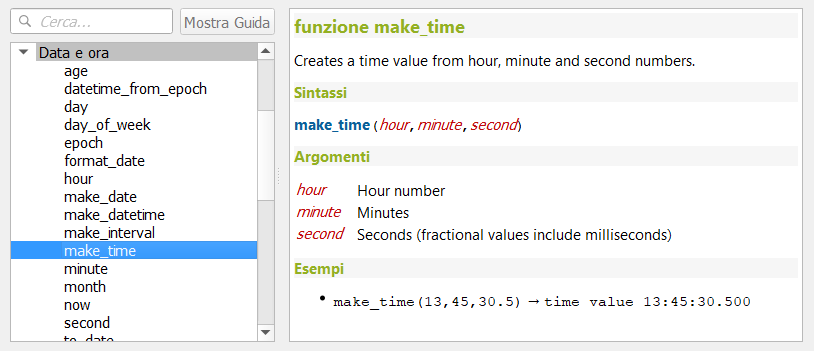 Cerca...
Mostra Guida
Data e ora
age
datetime_from_epoch
day
day_of_week
epoch
format_date
hour
make_date
make_datetime
make_interval
make_time
minute
month
now
second
to_date
funzione make_time
Creates a time value from hour, minute and second numbers.
Sintassi
make_time(hour,minute,second)
Argomenti
hour Hour number
minute Minutes
second Seconds (fractional values include milliseconds)
Esempi
• make_time(13,45,30.5) → time value 13:45:30.500